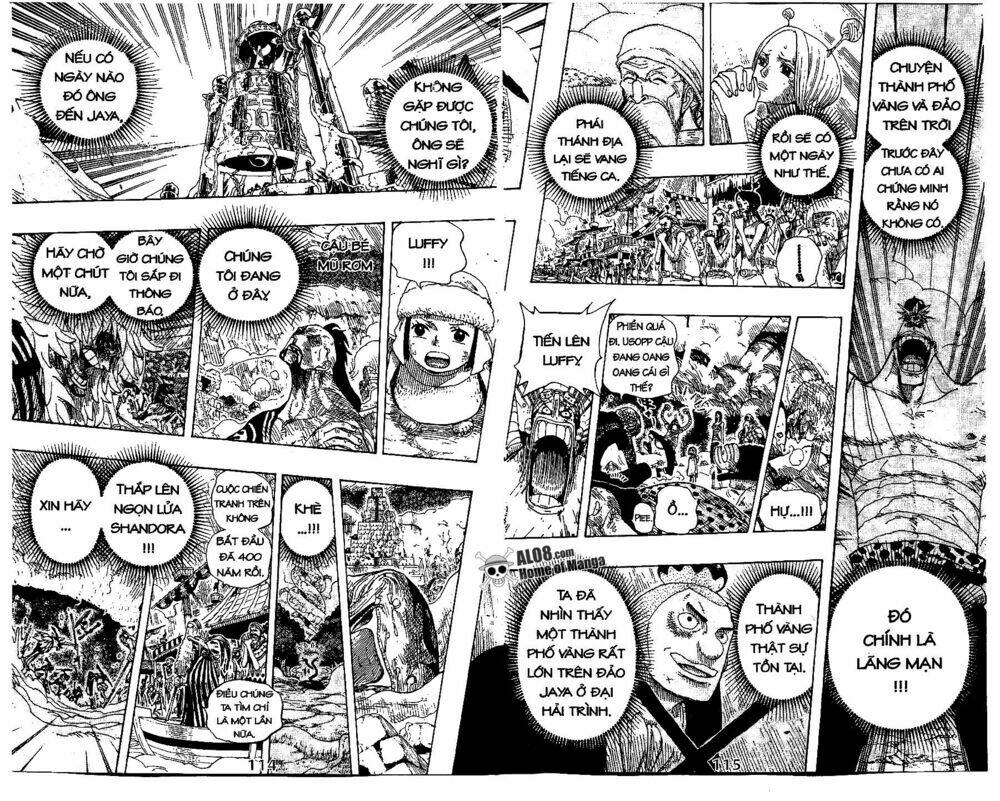 CHUYỆN
THÀNH PHỐ
VÀNG VÀ ĐẢO
TRÊN TRỜI
TRƯỚC ĐÂY
CHƯA CÓ AI
CHỨNG MINH
RẰNG NÓ
KHÔNG CÓ.
ĐÓ
CHÍNH LÀ
LÃNG MẠN
!!!
RỒI SẼ CÓ
MỘT NGÀY
NHƯ THẾ.
PHẢI
THÁNH ĐỊA
LẠI SẼ VANG
TIẾNG CA.
HỰ...!!!
PHIỀN QUÁ
ĐI. USOPP CẬU
ĐANG OANG
OANG CÁI GÌ
THẾ?
Ồ...
PEE.
TIẾN LÊN
LUFFY.
THÀNH
PHỐ VÀNG
THẬT SỰ
TỒN TẠI.
TA ĐÃ
NHÌN THẤY
MỘT THÀNH
PHỐ VÀNG RẤT
LỚN TRÊN ĐẢO
JAYA Ở ĐẠI
HẢI TRÌNH.
115
KHÔNG
GẶP ĐƯỢC
CHÚNG TÔI,
ÔNG SẼ
NGHĨ GÌ?
NẾU CÓ
NGÀY NÀO
ĐÓ ÔNG
ĐẾN JAYA,
LUFFY
!!!
CẬU BÉ
MŨ RƠM
CHÚNG
TÔI ĐANG
Ở ĐÂY.
BÂY
GIỜ CHÚNG
TÔI SẮP ĐI
THÔNG
BÁO.
HÃY CHỜ
MỘT CHÚT
NỮA,
KHÈ
...!!!
CUỘC CHIẾN
TRANH TRÊN
KHÔNG
BẮT ĐẦU
ĐÃ 400
NĂM RỒI.
ĐIỀU CHÚNG
TA TÌM CHỈ
LÀ MỘT LẦN
NỮA.
THẮP LÊN
NGỌN LỬA
SHANDORA
!!!
XIN HÃY
...
114
ALO8.com
Home of Manga